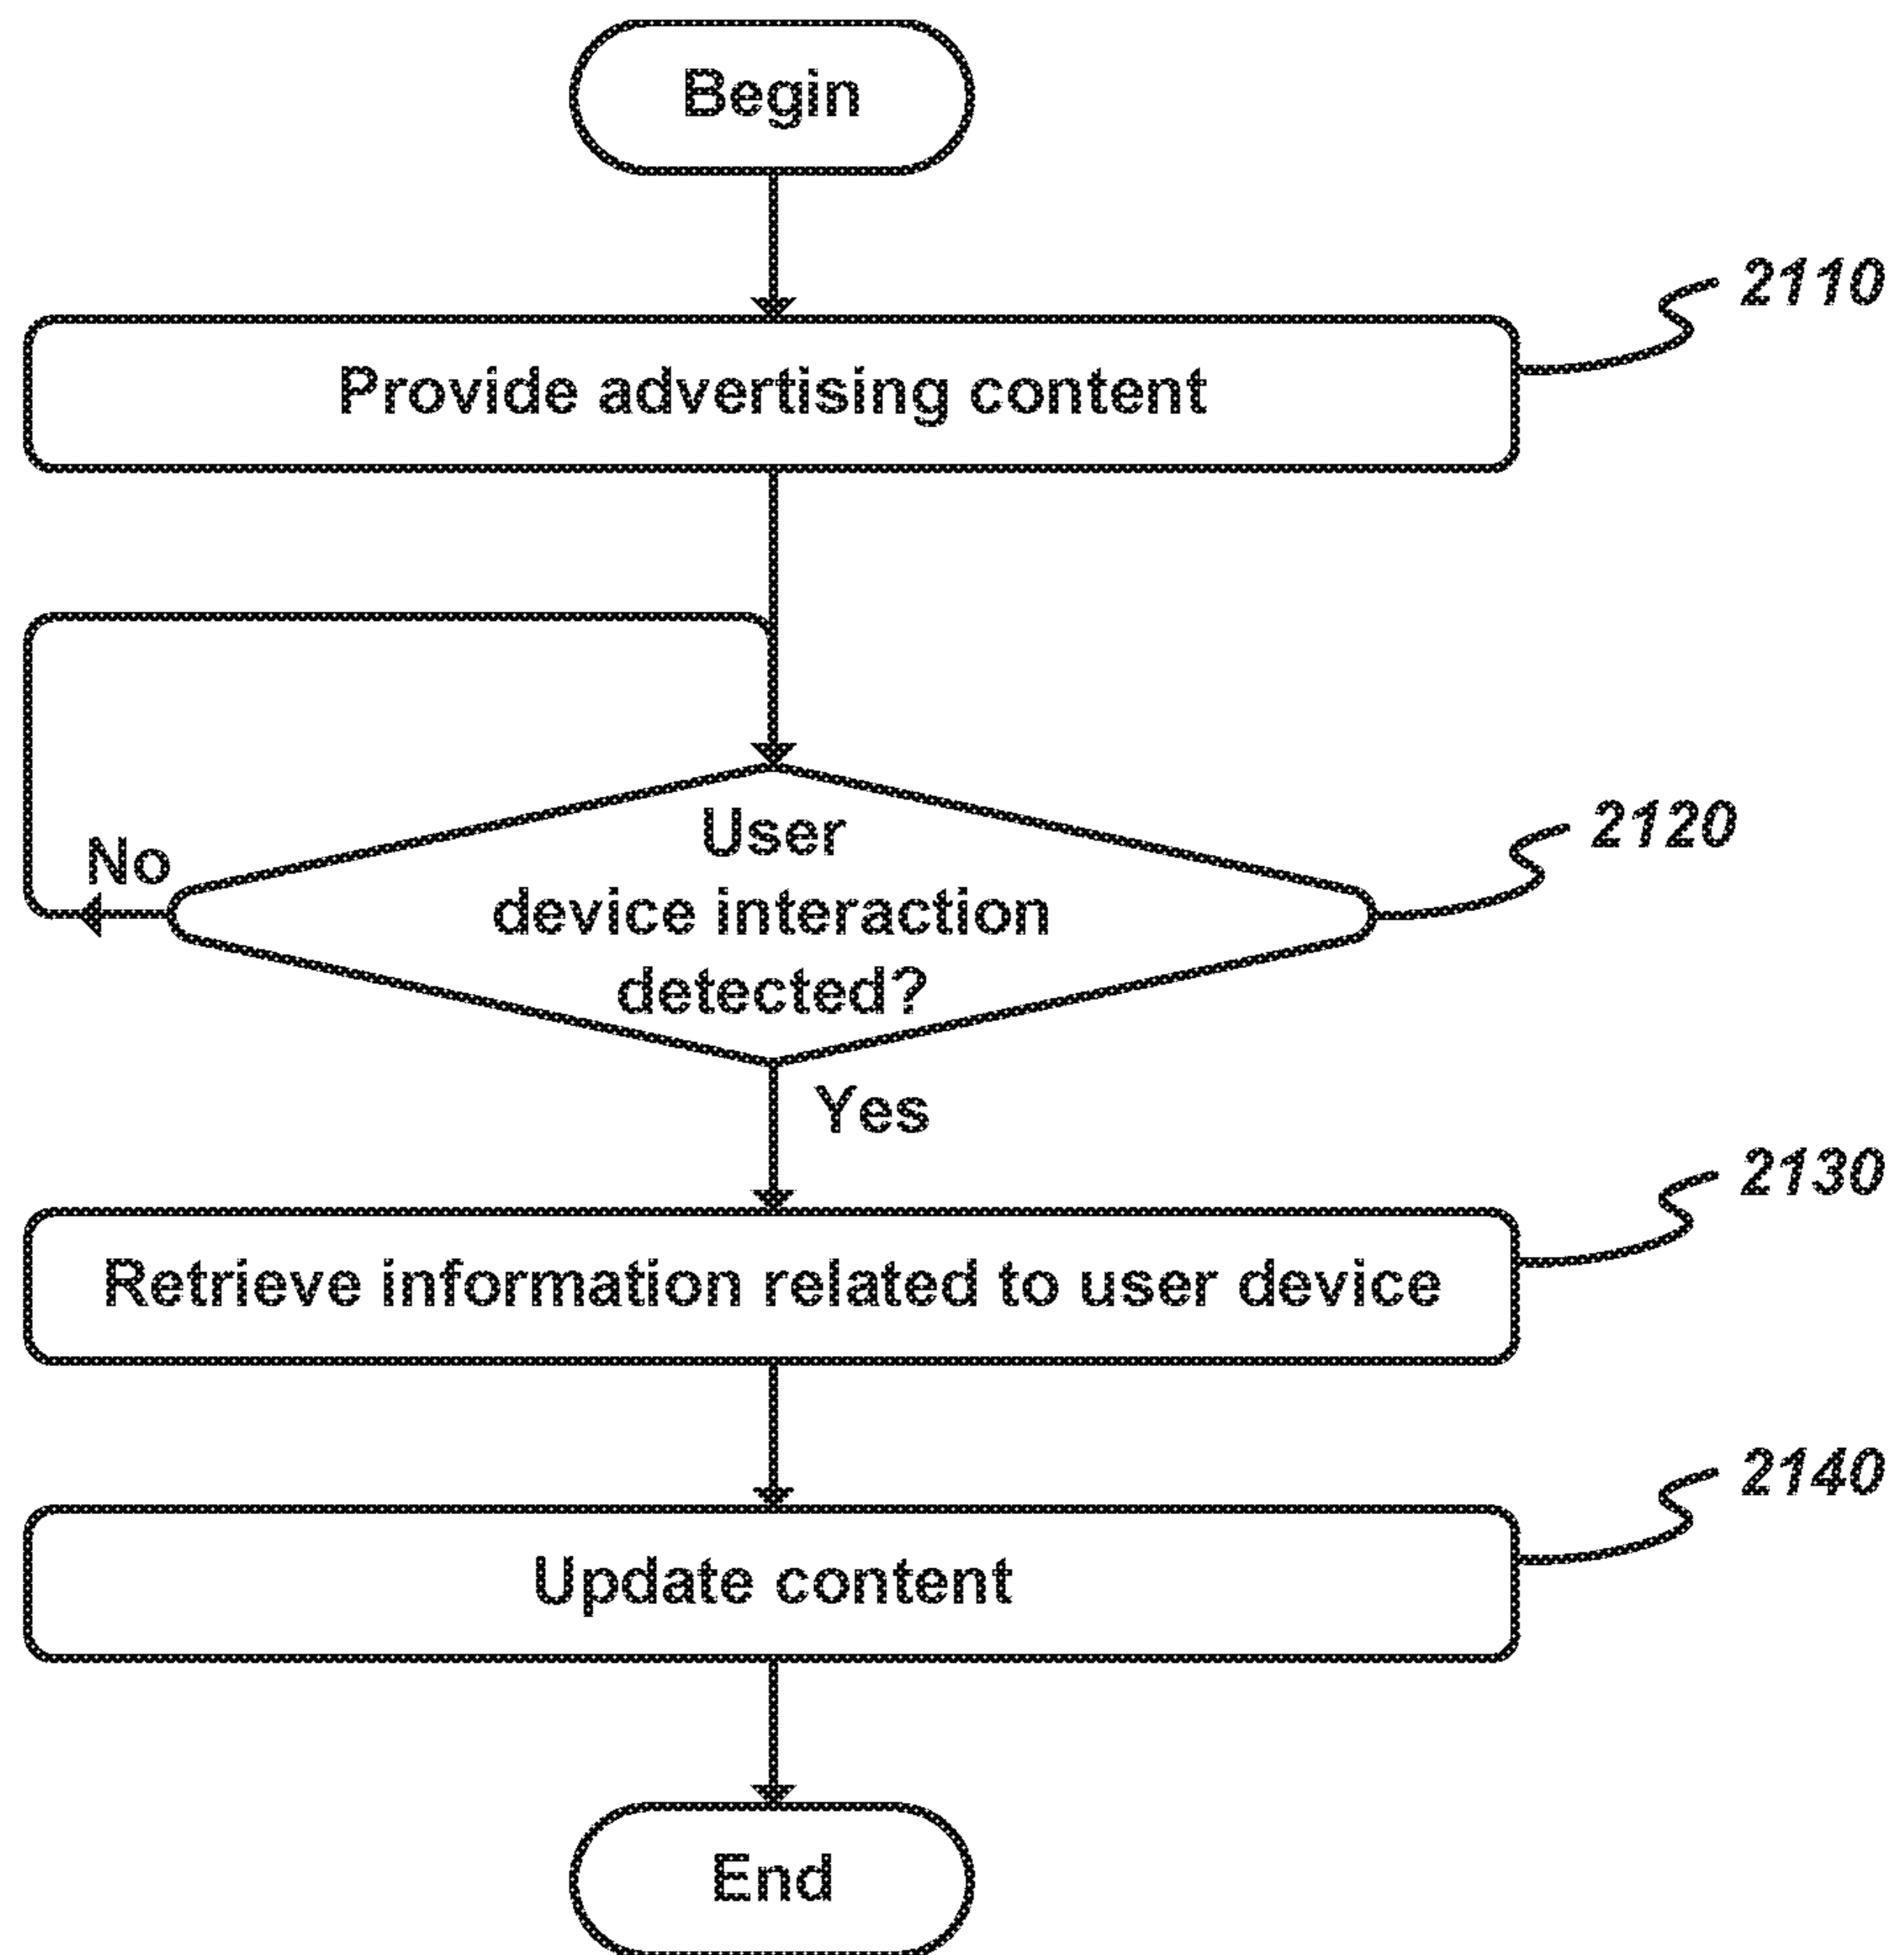 Begin
2110
Provide advertising content
User
2120
No
device interaction
detected?
Yes
2130
Retrieve information related to user device
2140
Update content
End